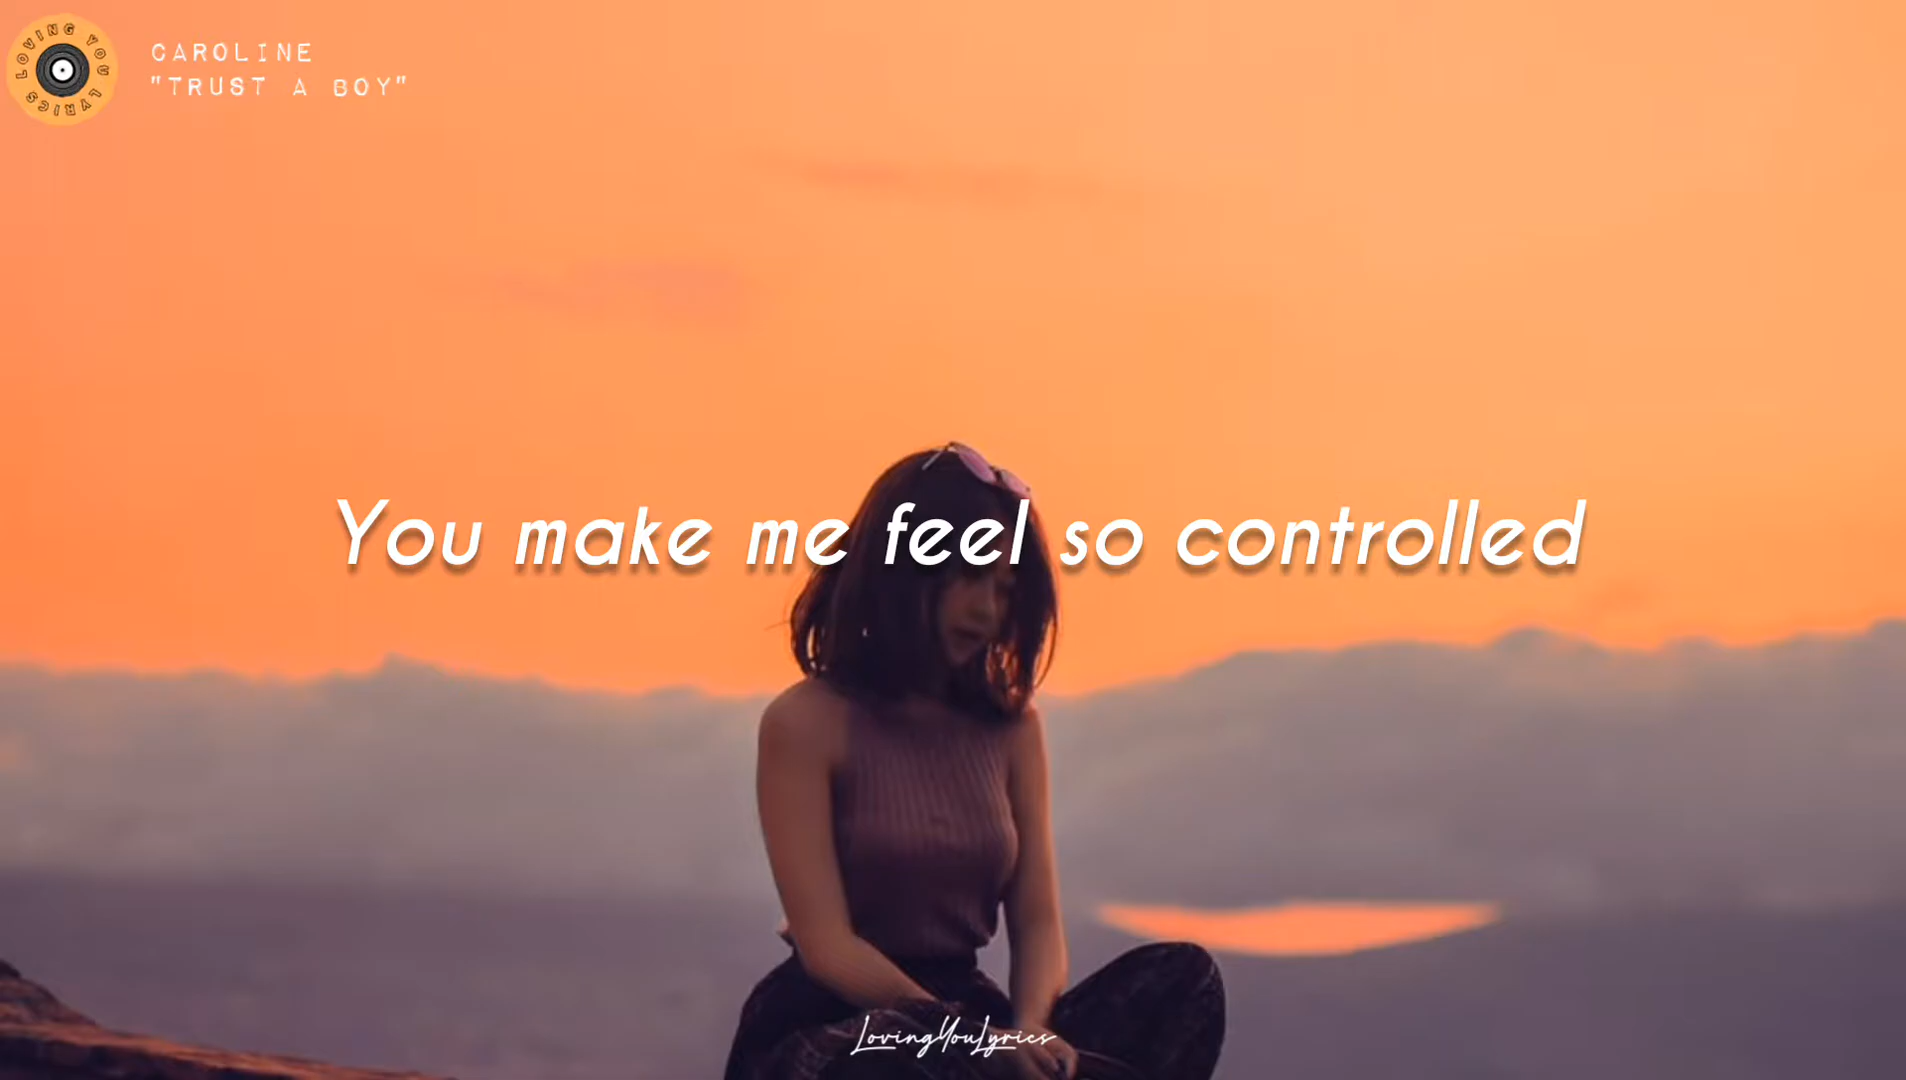 LOVING YOU LYRICS
CAROLINE
"TRUST A BOY"
You make me feel so controlled
LovingYouLyrics